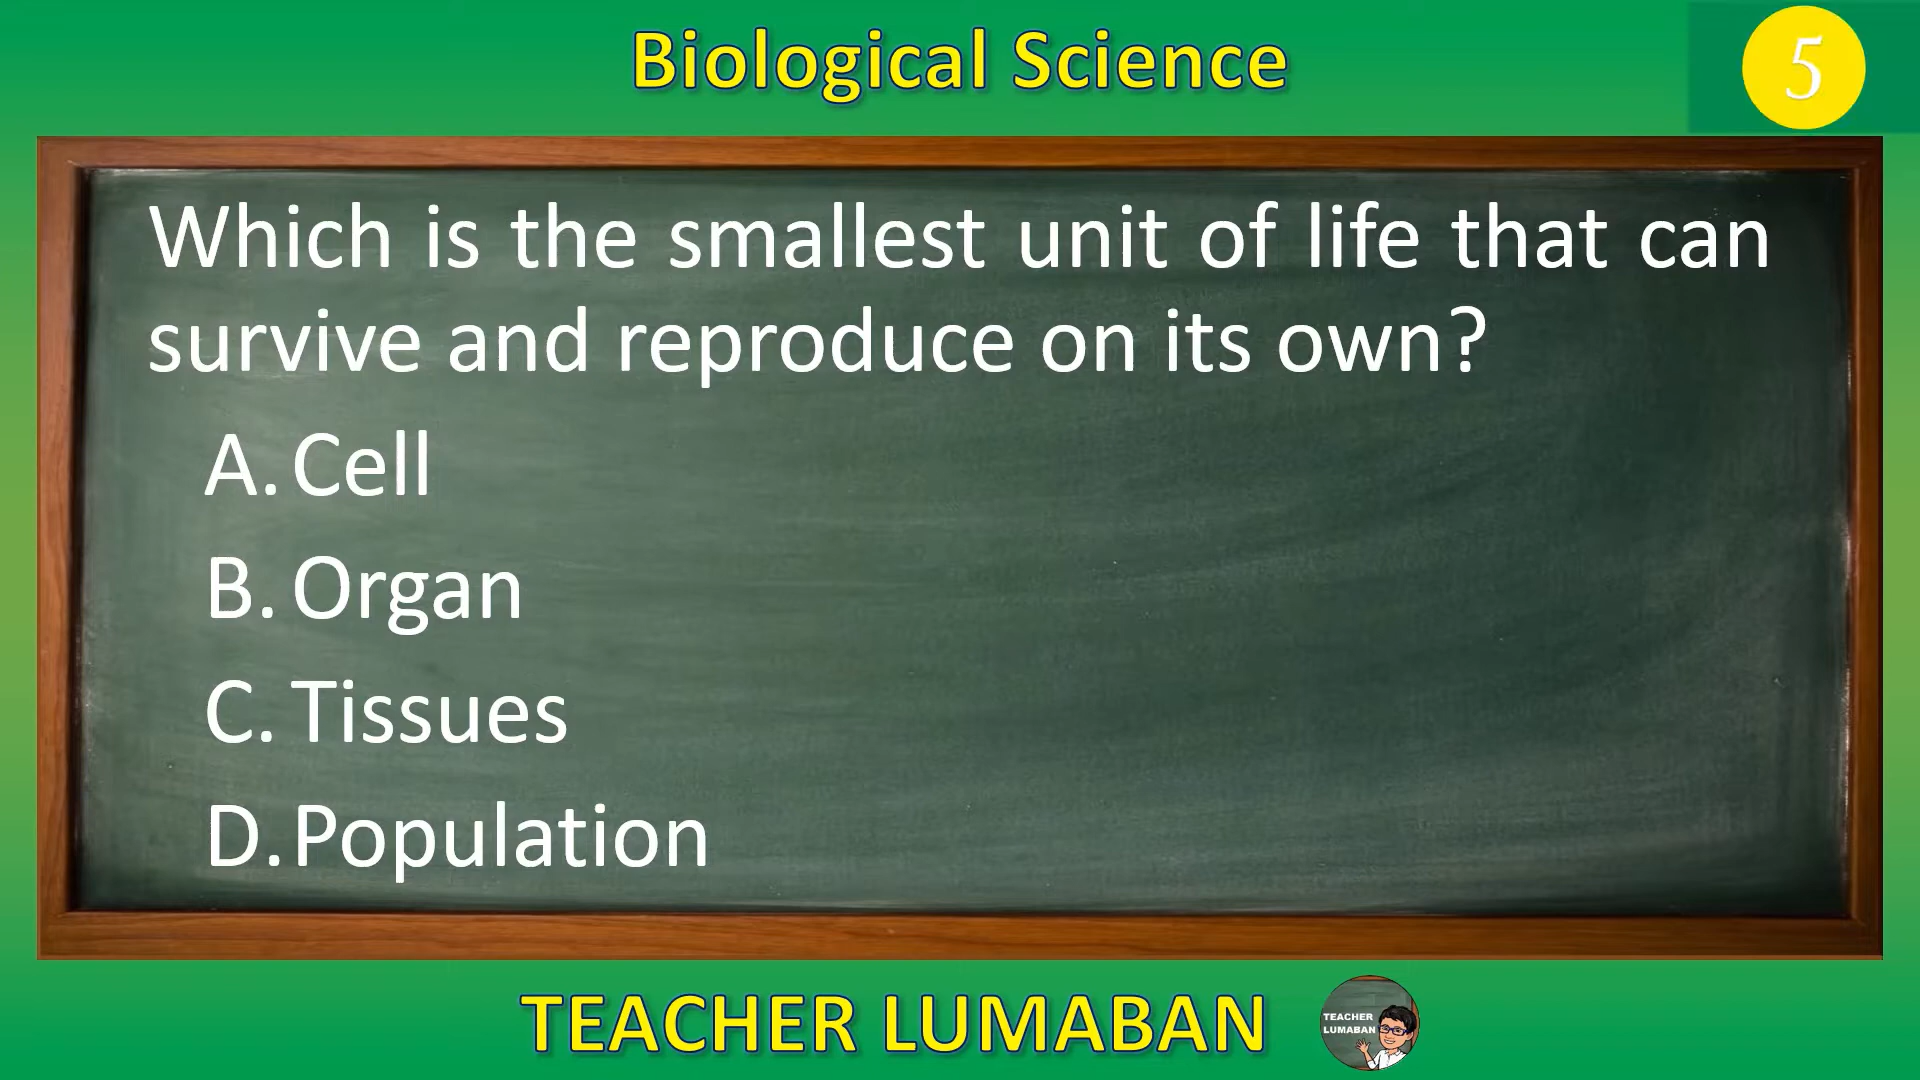 Biological Science
5
Which is the smallest unit of life that can
survive and reproduce on its own?
A. Cell
B. Organ
C. Tissues
D. Population
TEACHER LUMABAN
TEACHER
LUMABAN